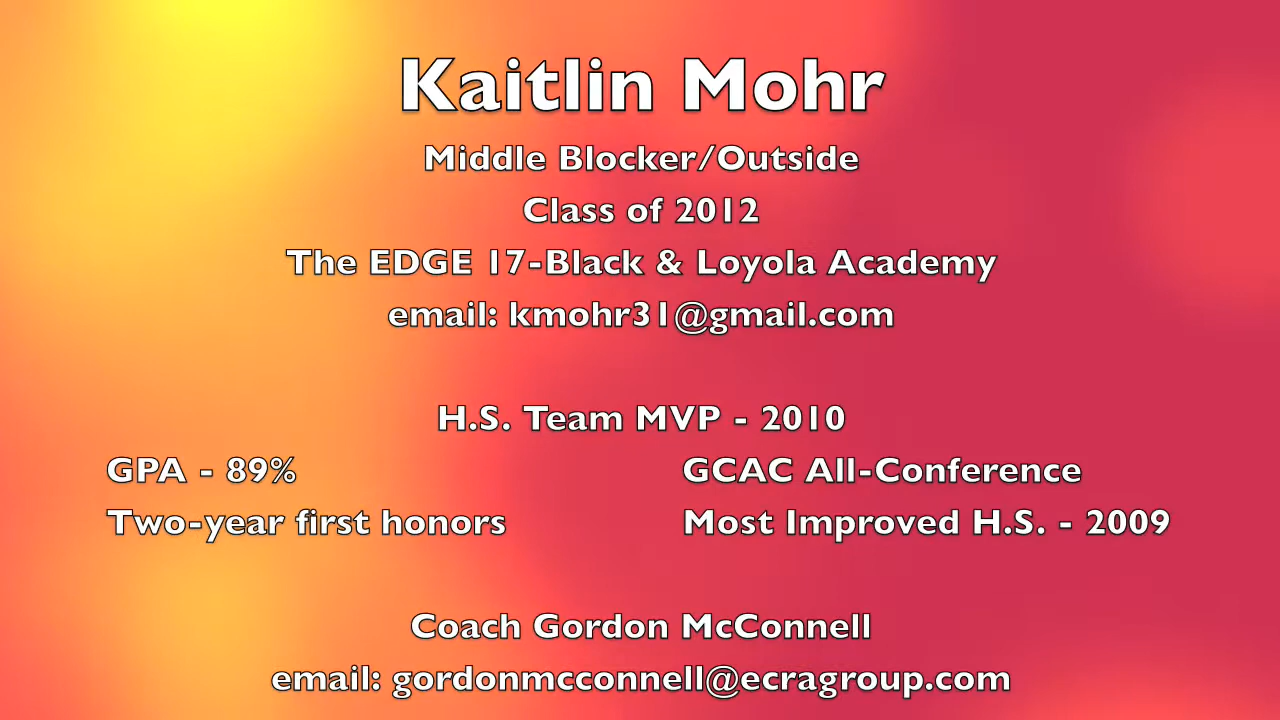 Kaitlin Mohr
Middle Blocker/Outside
Class of 2012
The EDGE 17-Black & Loyola Academy
email: kmohr31@gmail.com
H.S. Team MVP - 2010
GPA - 89% GCAC All-Conference
Two-year first honors Most Improved H.S. - 2009
Coach Gordon McConnell
email: gordonmcconnell@ecragroup.com